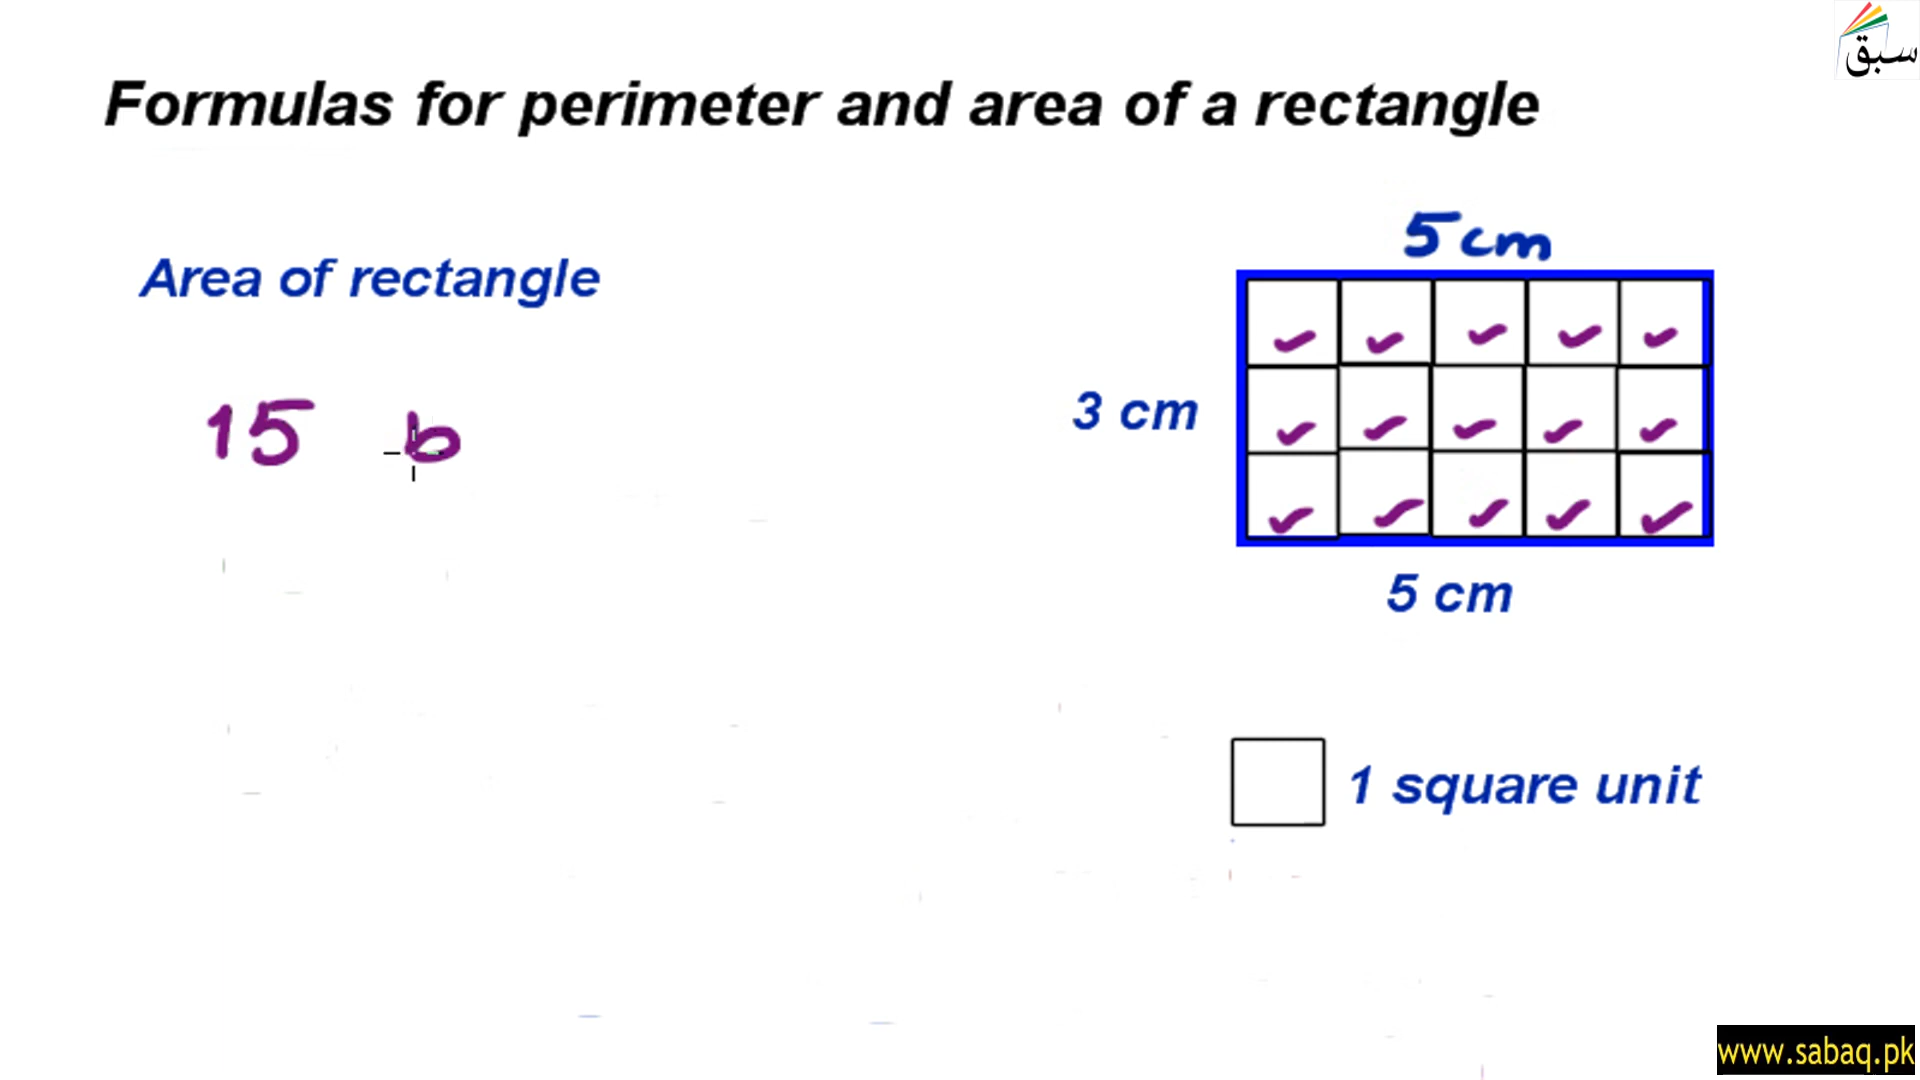 سبق
Formulas for perimeter and area of a rectangle
5 cm
Area of rectangle
15 b
3 cm
5 cm
1 square unit
www.sabaq.pk